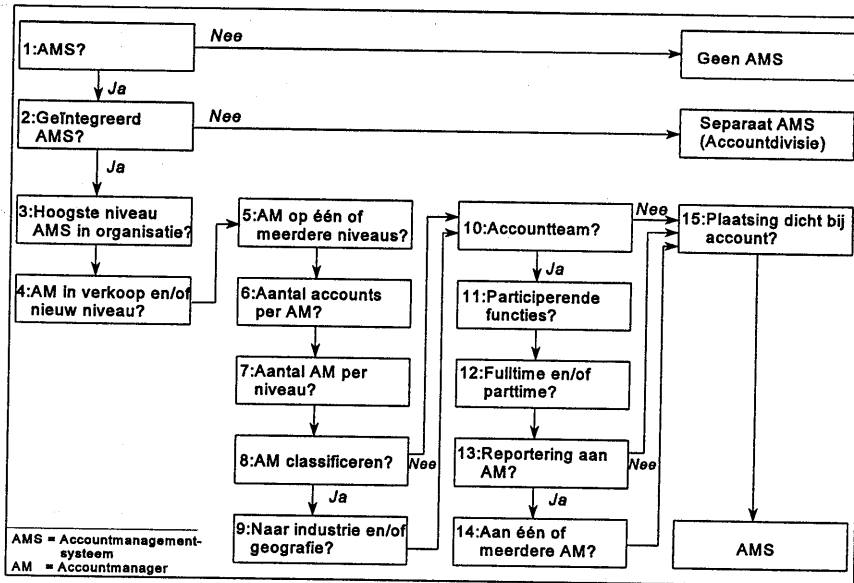 1:AMS?
Nee
Geen AMS
Ja
2:Geïntegreerd
AMS?
Nee
Separaat AMS
(Accountdivisie)
Ja
3:Hoogste niveau
AMS in organisatie?
4:AM in verkoop en/of
nieuw niveau?
5:AM op één of
meerdere niveaus?
6:Aantal accounts
per AM?
7:Aantal AM per
niveau?
8:AM classificeren?
Nee
Ja
9:Naar industrie en/of
geografie?
10:Accountteam?
Nee
Ja
11:Participerende
functies?
12:Fulltime en/of
parttime?
13:Reportering aan
AM?
Nee
Ja
14:Aan één of
meerdere AM?
15:Plaatsing dicht bij
account?
AMS
AMS = Accountmanagement-
systeem
AM = Accountmanager